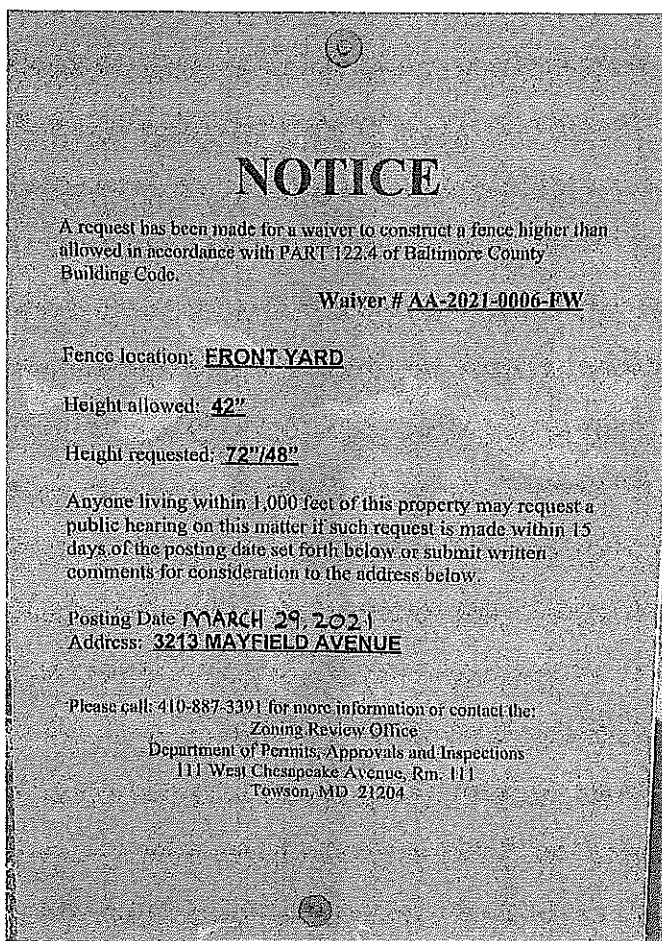 NOTICE
A request has been made for a waiver to construct a fence higher than
allowed in accordance with PART 122.4 of Baltimore County
Building Code.
Waiver # AA-2021-0006-FW
Fence location: FRONT YARD
Height allowed: 42"
Height requested: 72"/48"
Anyone living within 1,000 feet of this property may request a
public hearing on this matter if such request is made within 15
days of the posting date set forth below or submit written
comments for consideration to the address below.
Posting Date MARCH 29, 2021
Address: 3213 MAYFIELD AVENUE
Please call: 410-887-3391 for more information or contact the:
Zoning Review Office
Department of Permits, Approvals and Inspections
111 West Chesapeake Avenue, Rm. 111
Towson, MD 21204